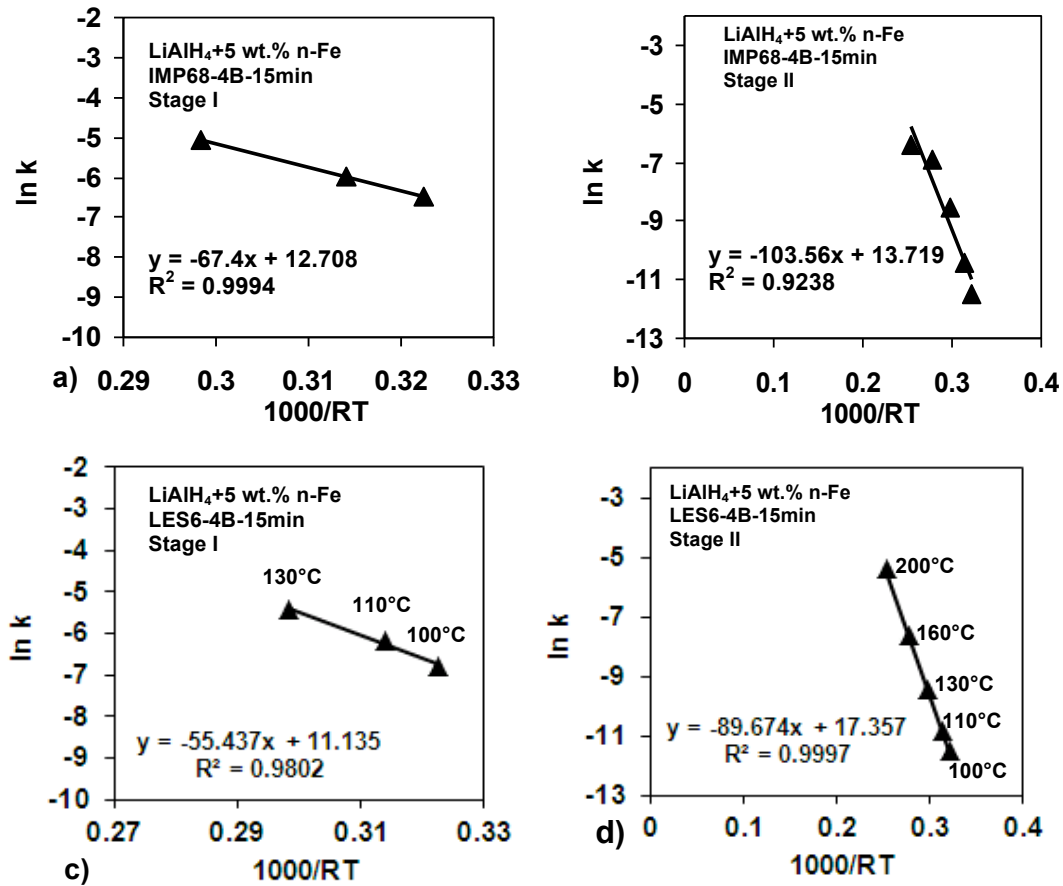 -2
-3
-4
-5
-6
-7
-8
-9
-10
ln k
LiAlH₄+5 wt.% n-Fe
IMP68-4B-15min
Stage I
y = -67.4x + 12.708
R² = 0.9994
a)
0.29 0.3 0.31 0.32 0.33
1000/RT
-3
-5
-7
-9
-11
-13
ln k
LiAlH₄+5 wt.% n-Fe
IMP68-4B-15min
Stage II
y = -103.56x + 13.719
R² = 0.9238
b)
0 0.1 0.2 0.3 0.4
1000/RT
-2
-3
-4
-5
-6
-7
-8
-9
-10
ln k
LiAlH₄+5 wt.% n-Fe
LES6-4B-15min
Stage I
130°C
110°C
100°C
y = -55.437x + 11.135
R² = 0.9802
0.27 0.29 0.31 0.33
c)
1000/RT
-3
-5
-7
-9
-11
-13
ln k
LiAlH₄+5 wt.% n-Fe
LES6-4B-15min
Stage II
200°C
160°C
130°C
110°C
100°C
y = -89.674x + 17.357
R² = 0.9997
0 0.1 0.2 0.3 0.4
d)
1000/RT